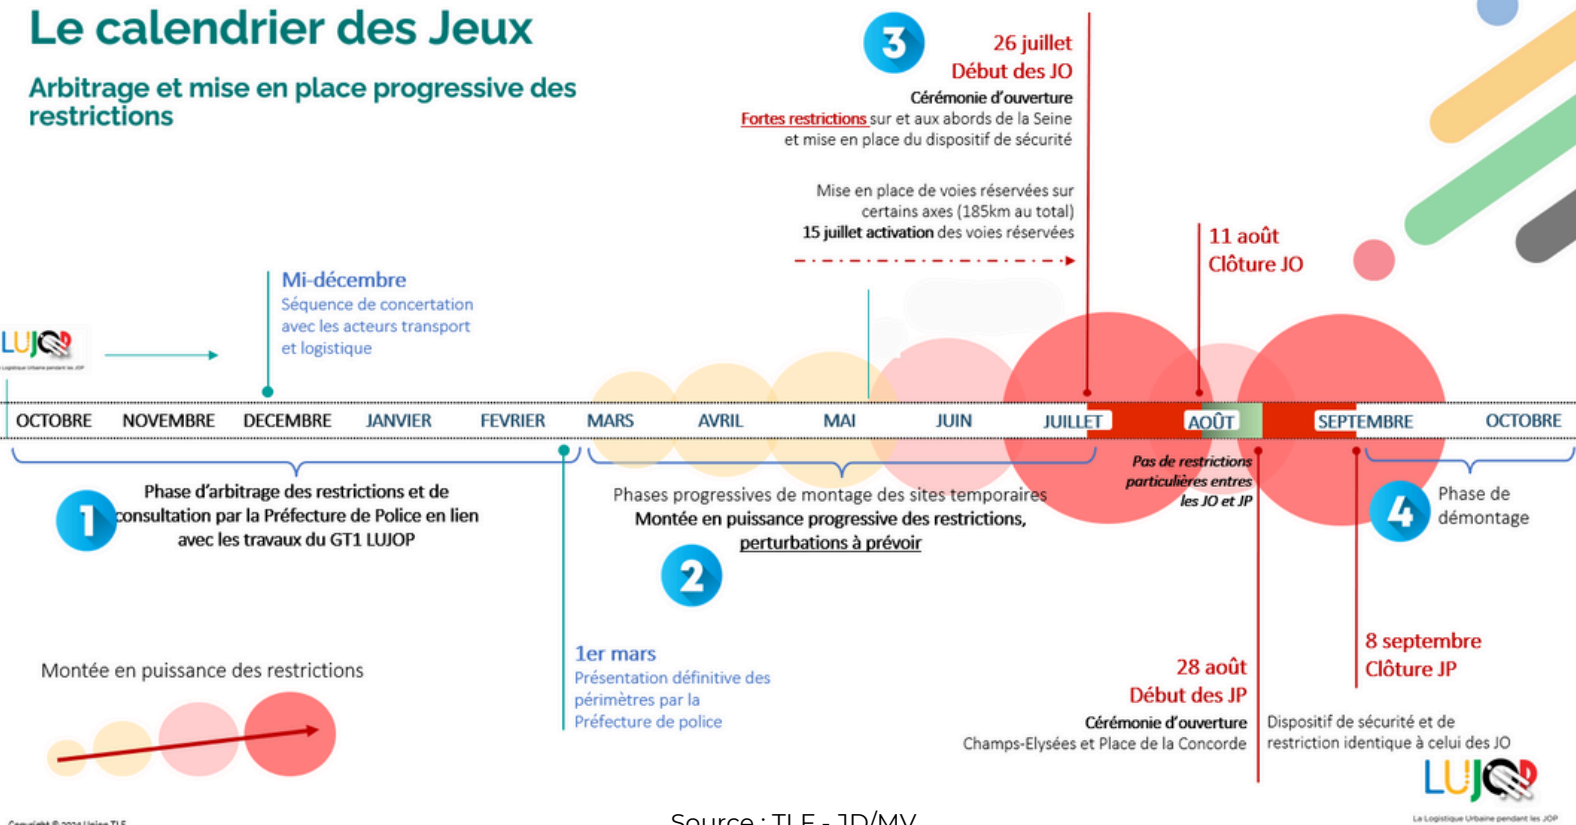 Le calendrier des Jeux
Arbitrage et mise en place progressive des
restrictions
3
26 juillet
Début des JO
Cérémonie d'ouverture
Fortes restrictions sur et aux abords de la Seine
et mise en place du dispositif de sécurité
Mise en place de voies réservées sur
certains axes (185km au total)
15 juillet activation des voies réservées
11 août
Clôture JO
Mi-décembre
Séquence de concertation
avec les acteurs transport
et logistique
LUJOP
Logistique Urbaine pendant les JOP
OCTOBRE NOVEMBRE DECEMBRE JANVIER FEVRIER MARS AVRIL MAI JUIN JUILLET AOÛT SEPTEMBRE OCTOBRE
1
Phase d'arbitrage des restrictions et de
consultation par la Préfecture de Police en lien
avec les travaux du GT1 LUJOP
Phases progressives de montage des sites temporaires
Montée en puissance progressive des restrictions,
perturbations à prévoir
2
Pas de restrictions
particulières entres
les JO et JP
4
Phase de
démontage
1er mars
Présentation définitive des
périmètres par la
Préfecture de police
28 août
Début des JP
Cérémonie d'ouverture
Champs-Elysées et Place de la Concorde
8 septembre
Clôture JP
Dispositif de sécurité et de
restriction identique à celui des JO
Montée en puissance des restrictions
LUJOP
La Logistique Urbaine pendant les JOP
Copyright © 2024 Union TLF
Source : TLF - JD/MV